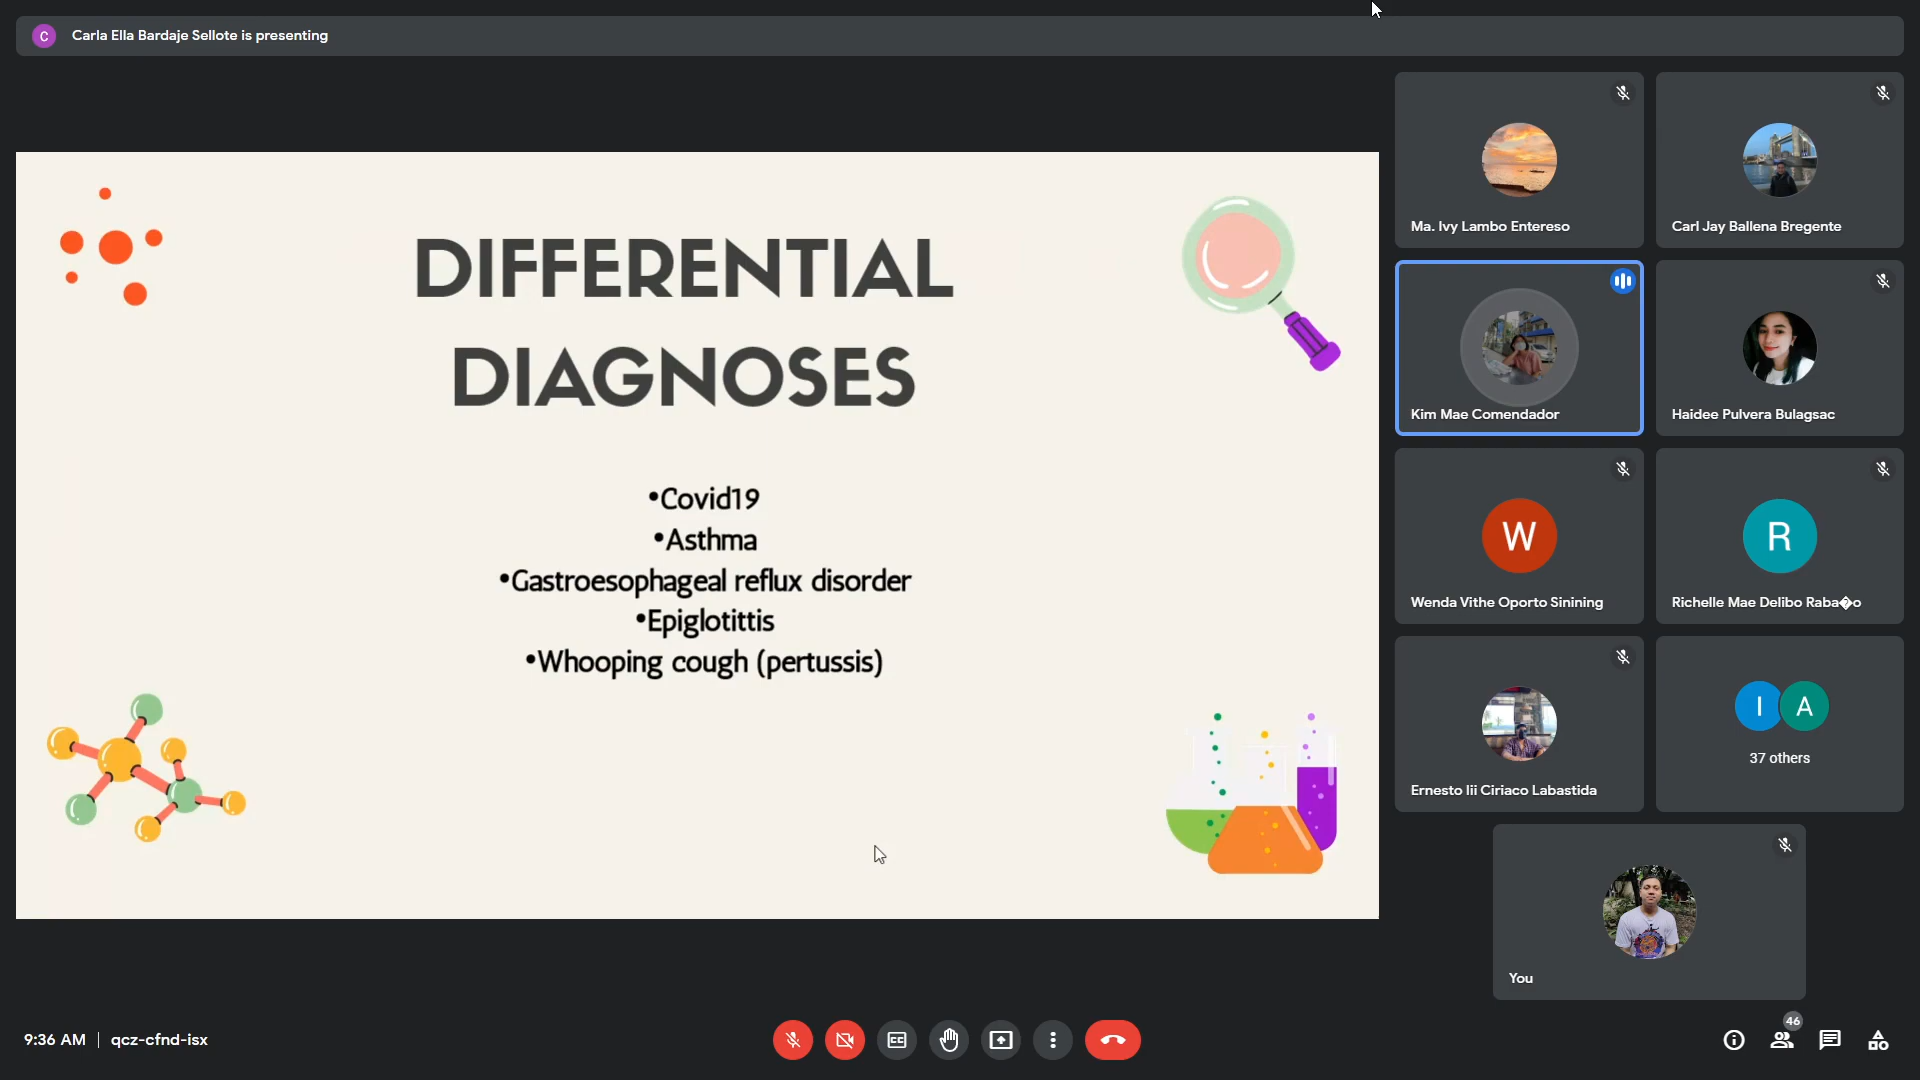 C
Carla Ella Bardaje Sellote is presenting
DIFFERENTIAL
DIAGNOSES
•Covid19
•Asthma
•Gastroesophageal reflux disorder
•Epiglotittis
•Whooping cough (pertussis)
Ma. Ivy Lambo Entereso
Carl Jay Ballena Bregente
Kim Mae Comendador
Haidee Pulvera Bulagsac
W
Wenda Vithe Oporto Sinining
R
Richelle Mae Delibo Raba�o
Ernesto Iii Ciriaco Labastida
I A
37 others
You
9:36 AM | qcz-cfnd-isx
CC
46